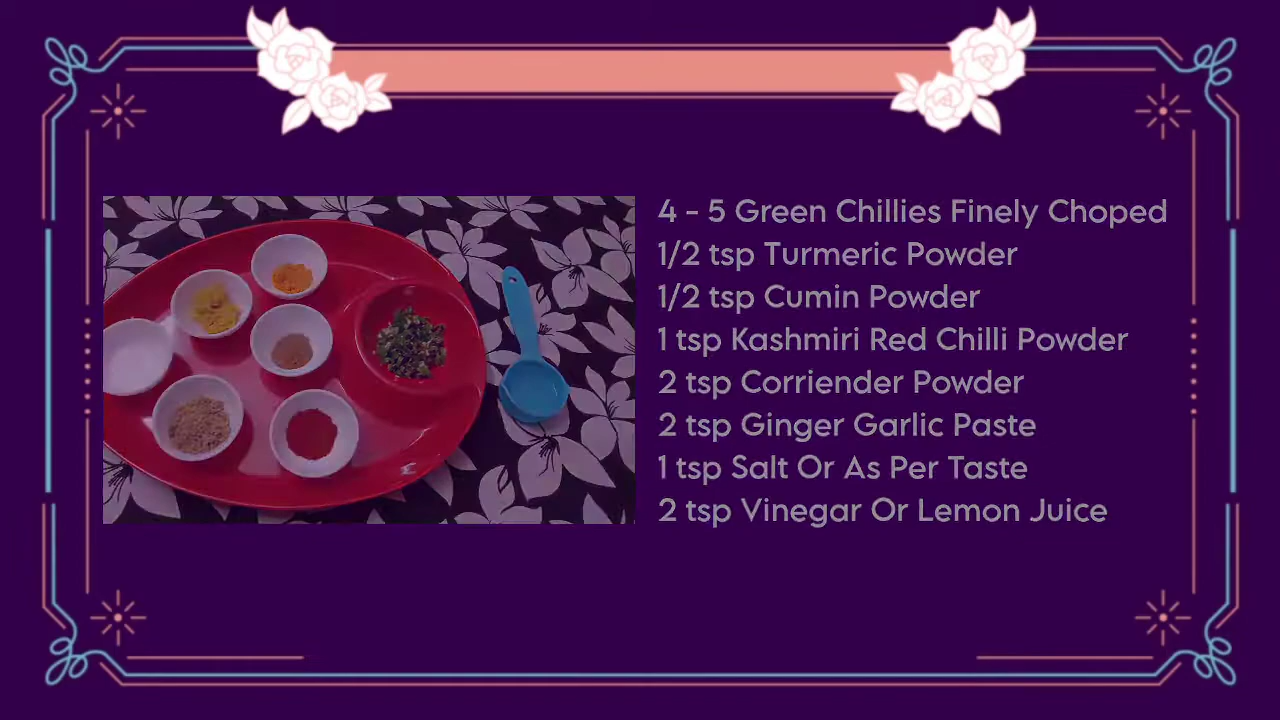 4 - 5 Green Chillies Finely Choped
1/2 tsp Turmeric Powder
1/2 tsp Cumin Powder
1 tsp Kashmiri Red Chilli Powder
2 tsp Corriender Powder
2 tsp Ginger Garlic Paste
1 tsp Salt Or As Per Taste
2 tsp Vinegar Or Lemon Juice